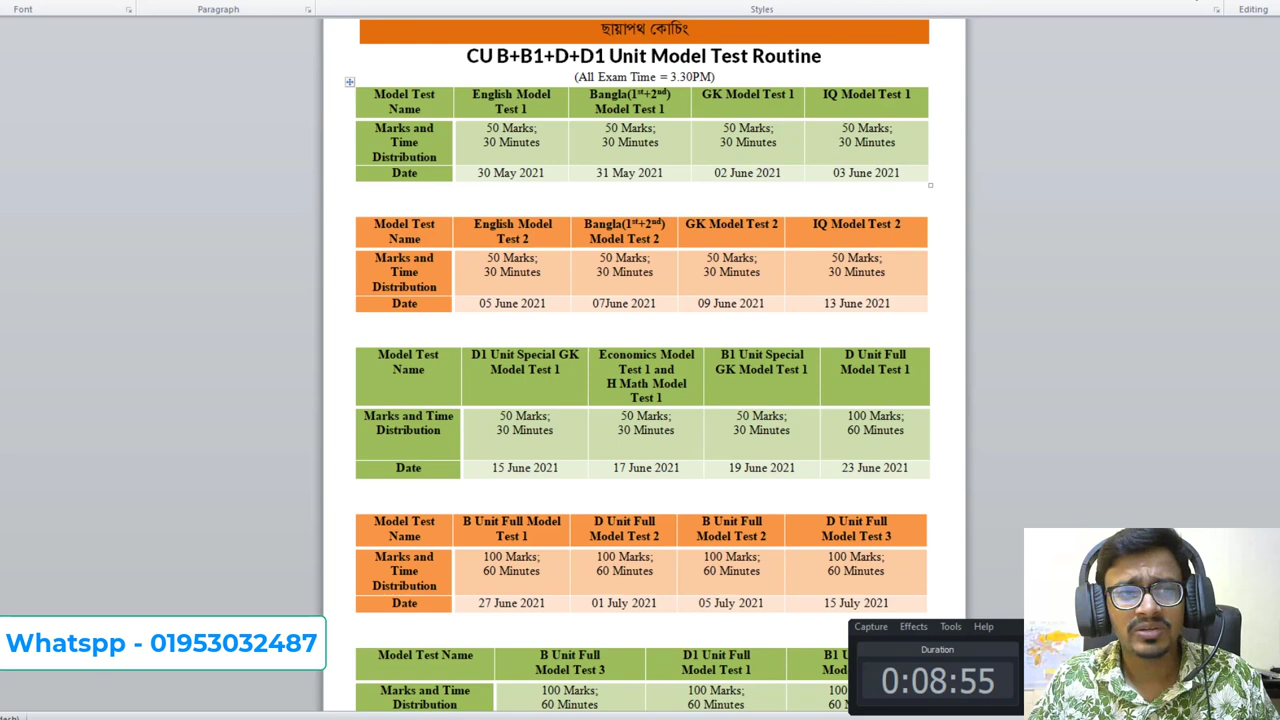 Font Paragraph Styles Editing
ছায়াপথ কোচিং
CU B+B1+D+D1 Unit Model Test Routine
(All Exam Time = 3.30PM)
Model Test Name English Model Test 1 Bangla(1st+2nd) Model Test 1 GK Model Test 1 IQ Model Test 1
Marks and Time Distribution 50 Marks; 30 Minutes 50 Marks; 30 Minutes 50 Marks; 30 Minutes 50 Marks; 30 Minutes
Date 30 May 2021 31 May 2021 02 June 2021 03 June 2021
Model Test Name English Model Test 2 Bangla(1st+2nd) Model Test 2 GK Model Test 2 IQ Model Test 2
Marks and Time Distribution 50 Marks; 30 Minutes 50 Marks; 30 Minutes 50 Marks; 30 Minutes 50 Marks; 30 Minutes
Date 05 June 2021 07June 2021 09 June 2021 13 June 2021
Model Test Name D1 Unit Special GK Model Test 1 Economics Model Test 1 and H Math Model Test 1 B1 Unit Special GK Model Test 1 D Unit Full Model Test 1
Marks and Time Distribution 50 Marks; 30 Minutes 50 Marks; 30 Minutes 50 Marks; 30 Minutes 100 Marks; 60 Minutes
Date 15 June 2021 17 June 2021 19 June 2021 23 June 2021
Model Test Name B Unit Full Model Test 1 D Unit Full Model Test 2 B Unit Full Model Test 2 D Unit Full Model Test 3
Marks and Time Distribution 100 Marks; 60 Minutes 100 Marks; 60 Minutes 100 Marks; 60 Minutes 100 Marks; 60 Minutes
Date 27 June 2021 01 July 2021 05 July 2021 15 July 2021
Model Test Name B Unit Full Model Test 3 D1 Unit Full Model Test 1 B1
Marks and Time Distribution 100 Marks; 60 Minutes 100 Marks; 60 Minutes 100
Whatspp - 01953032487
Capture Effects Tools Help
Duration
0:08:55